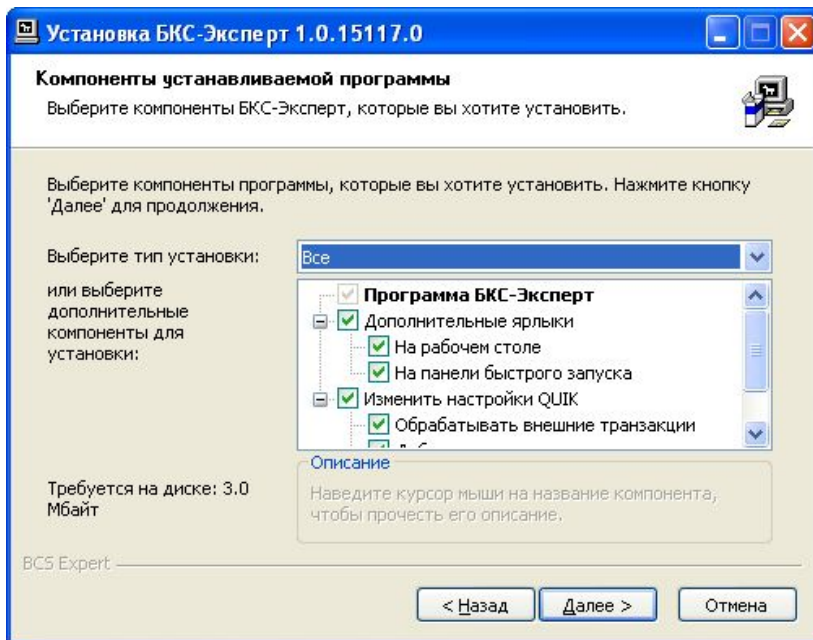 Установка БКС-Эксперт 1.0.15117.0
Компоненты устанавливаемой программы
Выберите компоненты БКС-Эксперт, которые вы хотите установить.
Выберите компоненты программы, которые вы хотите установить. Нажмите кнопку
'Далее' для продолжения.
Выберите тип установки:
Все
или выберите
дополнительные
компоненты для
установки:
Программа БКС-Эксперт
Дополнительные ярлыки
На рабочем столе
На панели быстрого запуска
Изменить настройки QUIK
Обрабатывать внешние транзакции
Требуется на диске: 3.0
Мбайт
Описание
Наведите курсор мыши на название компонента,
чтобы прочесть его описание.
BCS Expert
< Назад
Далее >
Отмена